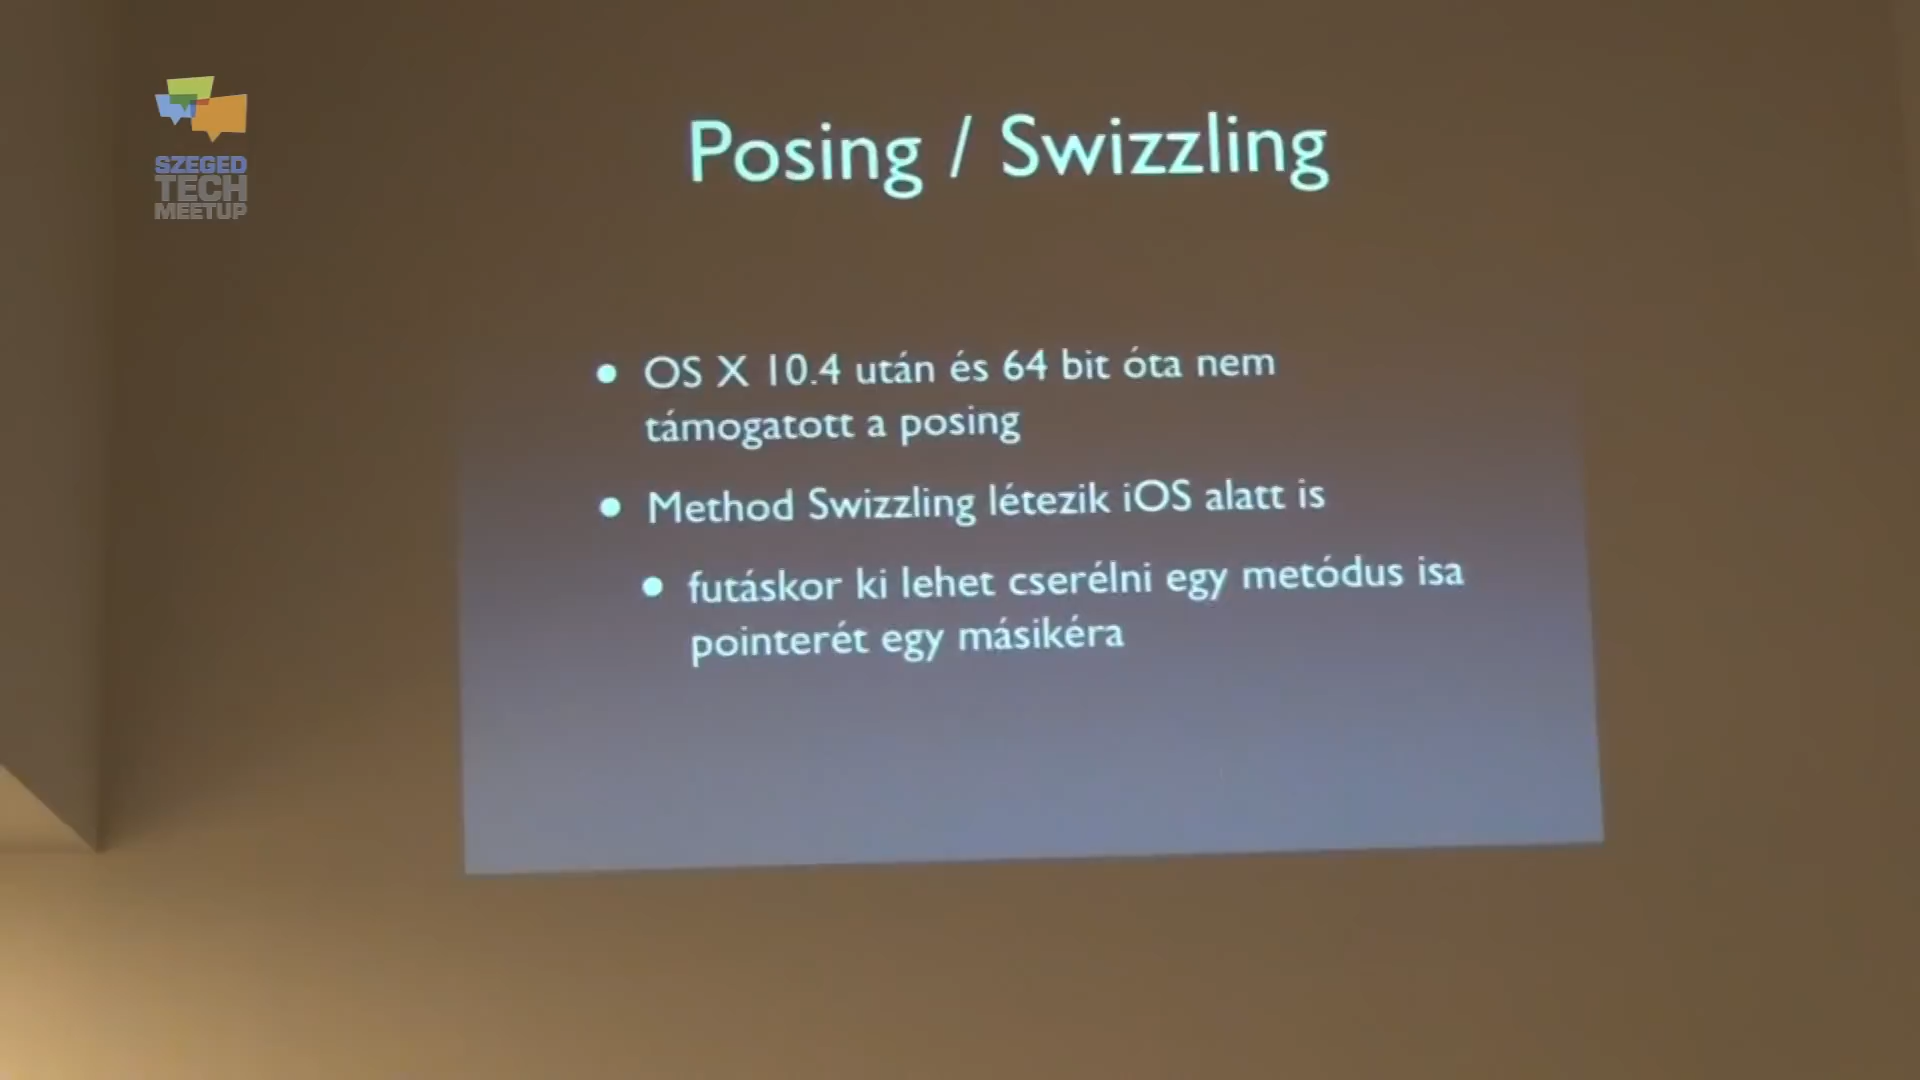 SZEGED
TECH
MEETUP
Posing / Swizzling
• OS X 10.4 után és 64 bit óta nem
támogatott a posing
• Method Swizzling létezik iOS alatt is
• futáskor ki lehet cserélni egy metódus isa
pointerét egy másikéra